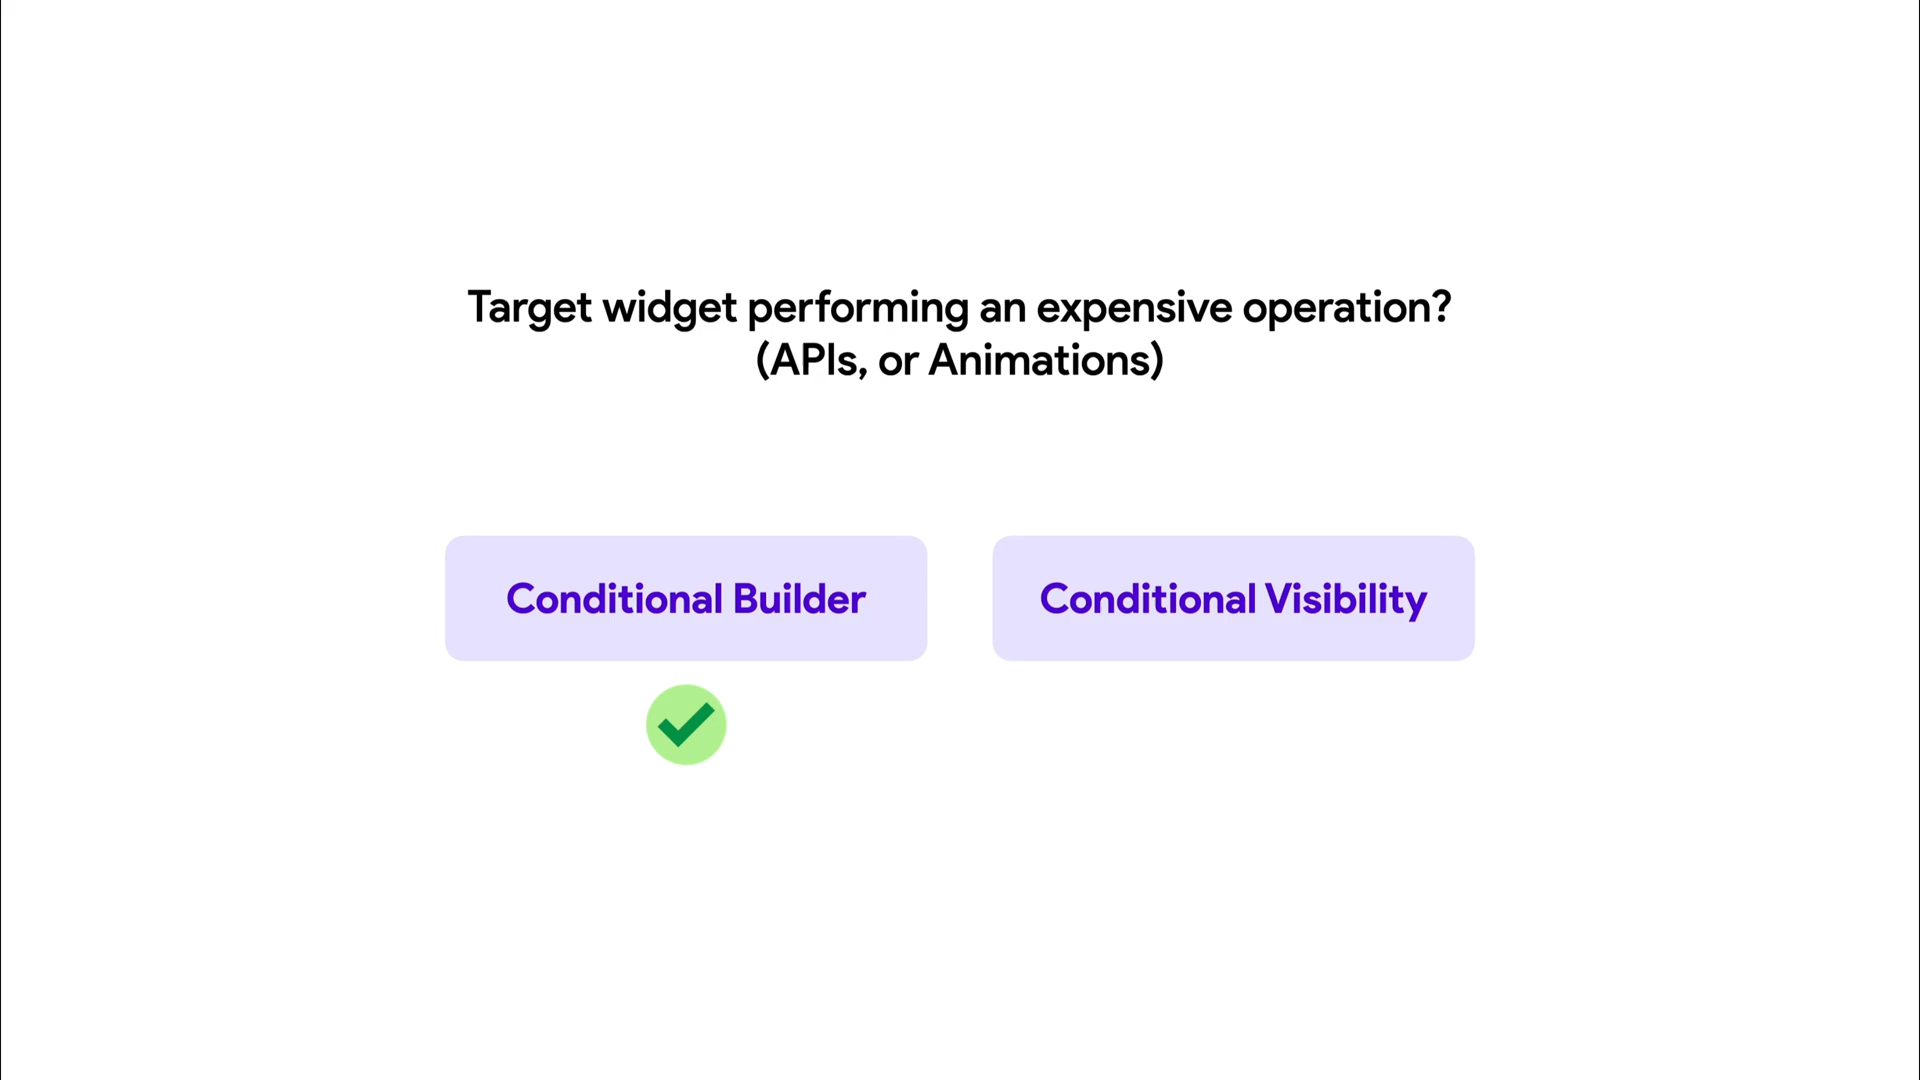 Target widget performing an expensive operation?
(APIs, or Animations)
Conditional Builder
Conditional Visibility